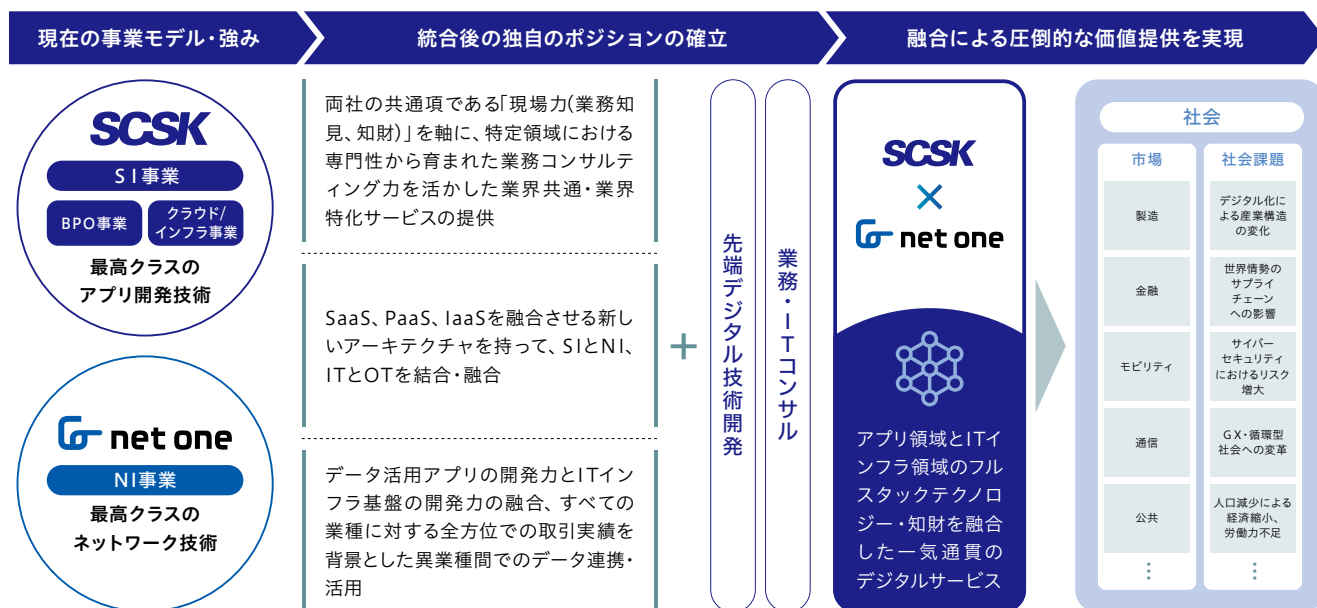 現在の事業モデル・強み
統合後の独自のポジションの確立
融合による圧倒的な価値提供を実現
SCSK
SI事業
BPO事業
クラウド/
インフラ事業
最高クラスの
アプリ開発技術
net one
NI事業
最高クラスの
ネットワーク技術
両社の共通項である「現場力(業務知
見、知財)」を軸に、特定領域における
専門性から育まれた業務コンサルテ
ィング力を活かした業界共通・業界
特化サービスの提供
SaaS、PaaS、IaaSを融合させる新し
いアーキテクチャを持って、SIとNI、
ITとOTを結合・融合
データ活用アプリの開発力とITイン
フラ基盤の開発力の融合、すべての
業種に対する全方位での取引実績を
背景とした異業種間でのデータ連携・
活用
+
先端デジタル技術開発
業務・ITコンサル
SCSK
×
net one
アプリ領域とITイ
ンフラ領域のフル
スタックテクノロ
ジー・知財を融合
した一気通貫の
デジタルサービス
社会
市場
製造
金融
モビリティ
通信
公共
⋮
社会課題
デジタル化に
よる産業構造
の変化
世界情勢の
サプライ
チェーン
への影響
サイバー
セキュリティ
におけるリスク
増大
GX・循環型
社会への変革
人口減少による
経済縮小、
労働力不足
⋮